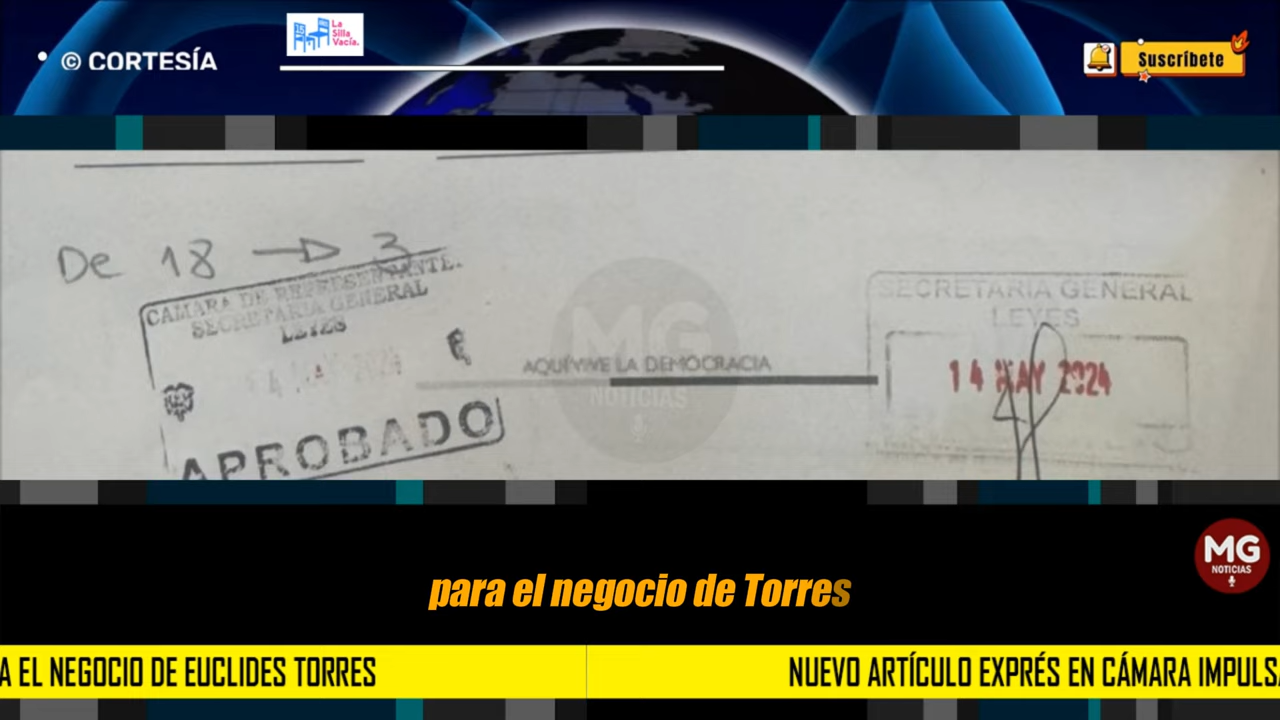 © CORTESÍA
La
Silla
Vacía.
Suscríbete
De 18 → 3
CAMARA DE REPRESENTANTE.
SECRETARIA GENERAL
LEYES
APROBADO
AQUÍ VIVE LA DEMOCRACIA
SECRETARIA GENERAL
LEYES
14 MAY 2024
MG
NOTICIAS
MG
NOTICIAS
para el negocio de Torres
A EL NEGOCIO DE EUCLIDES TORRES
NUEVO ARTÍCULO EXPRÉS EN CÁMARA IMPULSA